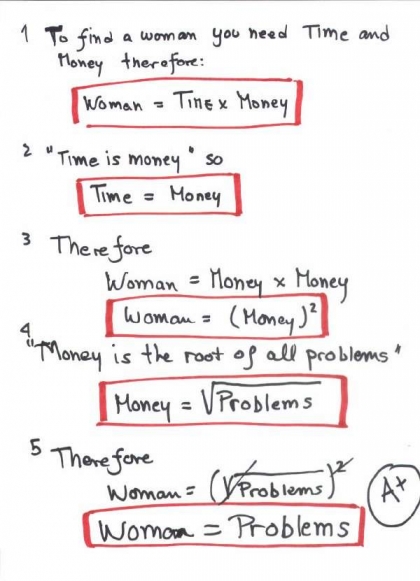 1 To find a woman you need Time and
Money therefore:
Woman = Time x Money
2 "Time is money" so
Time = Money
3 Therefore
Woman = Money x Money
Woman = (Money)²
4
"Money is the root of all problems"
Money = √Problems
5 Therefore
Woman = (√Problems)²
A+
Woman = Problems